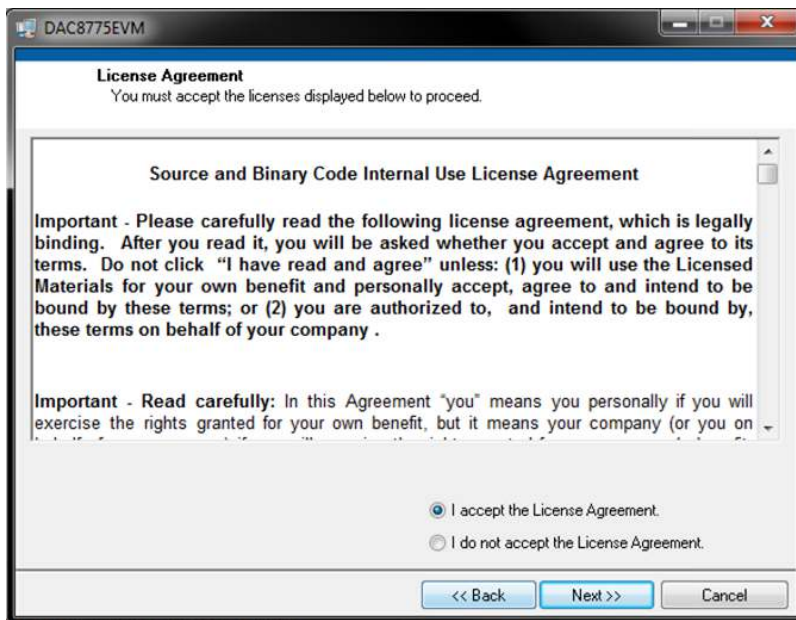 DAC8775EVM
License Agreement
You must accept the licenses displayed below to proceed.
Source and Binary Code Internal Use License Agreement
Important - Please carefully read the following license agreement, which is legally
binding. After you read it, you will be asked whether you accept and agree to its
terms. Do not click “I have read and agree” unless: (1) you will use the Licensed
Materials for your own benefit and personally accept, agree to and intend to be
bound by these terms; or (2) you are authorized to, and intend to be bound by,
these terms on behalf of your company .
Important - Read carefully: In this Agreement “you” means you personally if you will
exercise the rights granted for your own benefit, but it means your company (or you on
I accept the License Agreement.
I do not accept the License Agreement.
<< Back
Next >>
Cancel